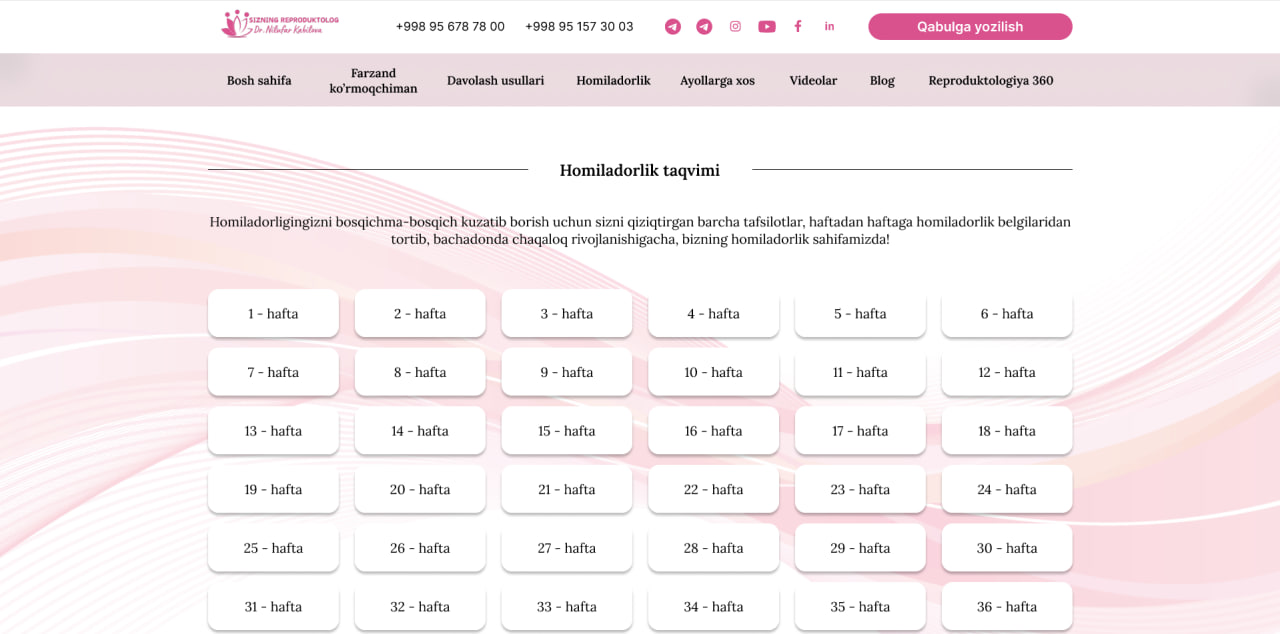 SIZNING REPRODUKTOLOG
Dr. Nilufar Kabilova
+998 95 678 78 00
+998 95 157 30 03
in
Qabulga yozilish
Bosh sahifa
Farzand
ko'rmoqchiman
Davolash usullari
Homiladorlik
Ayollarga xos
Videolar
Blog
Reproduktologiya 360
Homiladorlik taqvimi
Homiladorligingizni bosqichma-bosqich kuzatib borish uchun sizni qiziqtirgan barcha tafsilotlar, haftadan haftaga homiladorlik belgilaridan
tortib, bachadonda chaqaloq rivojlanishigacha, bizning homiladorlik sahifamizda!
1 - hafta
2 - hafta
3 - hafta
4 - hafta
5 - hafta
6 - hafta
7 - hafta
8 - hafta
9 - hafta
10 - hafta
11 - hafta
12 - hafta
13 - hafta
14 - hafta
15 - hafta
16 - hafta
17 - hafta
18 - hafta
19 - hafta
20 - hafta
21 - hafta
22 - hafta
23 - hafta
24 - hafta
25 - hafta
26 - hafta
27 - hafta
28 - hafta
29 - hafta
30 - hafta
31 - hafta
32 - hafta
33 - hafta
34 - hafta
35 - hafta
36 - hafta